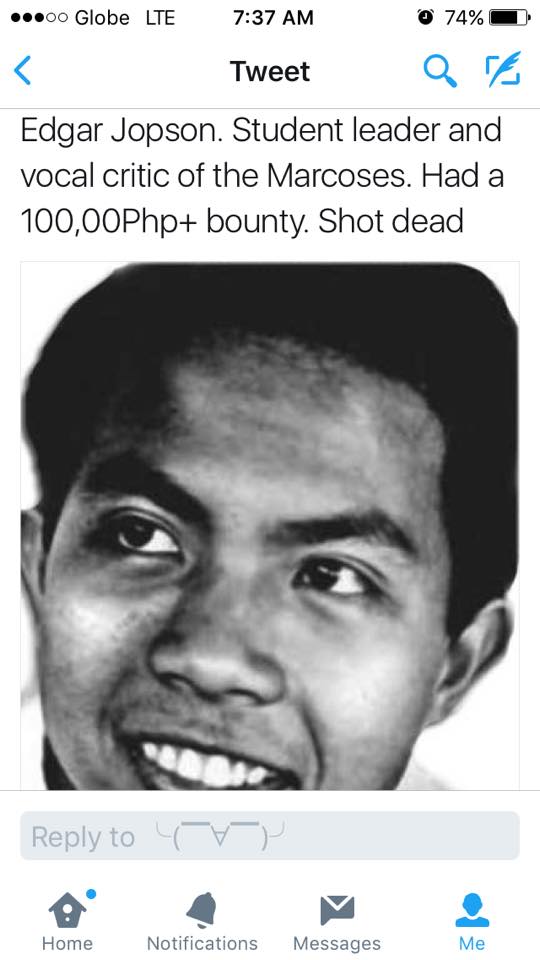 ●●●○○ Globe LTE 7:37 AM 74%
Tweet
Edgar Jopson. Student leader and
vocal critic of the Marcoses. Had a
100,00Php+ bounty. Shot dead
Reply to ╰(￣∀￣)╯
Home Notifications Messages Me